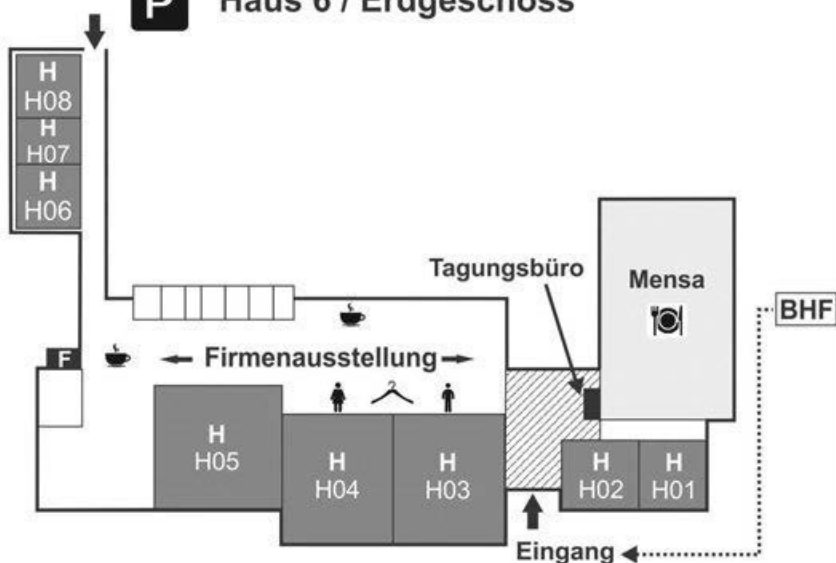 P
Haus 6 / Erdgeschoss
H
H08
H
H07
H
H06
Tagungsbüro
Mensa
BHF
F
Firmenausstellung
H
H05
H
H04
H
H03
H
H02
H
H01
Eingang